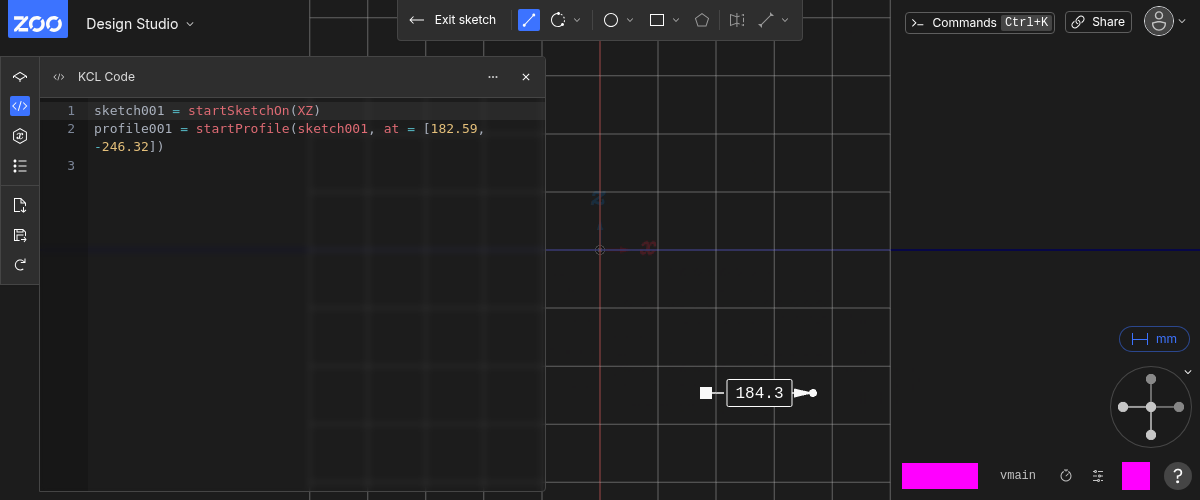 ZOO Design Studio
Exit sketch
Commands Ctrl+K
Share
KCL Code
1 sketch001 = startSketchOn(XZ)
2 profile001 = startProfile(sketch001, at = [182.59,
-246.32])
3
z
x
184.3
mm
vmain
?